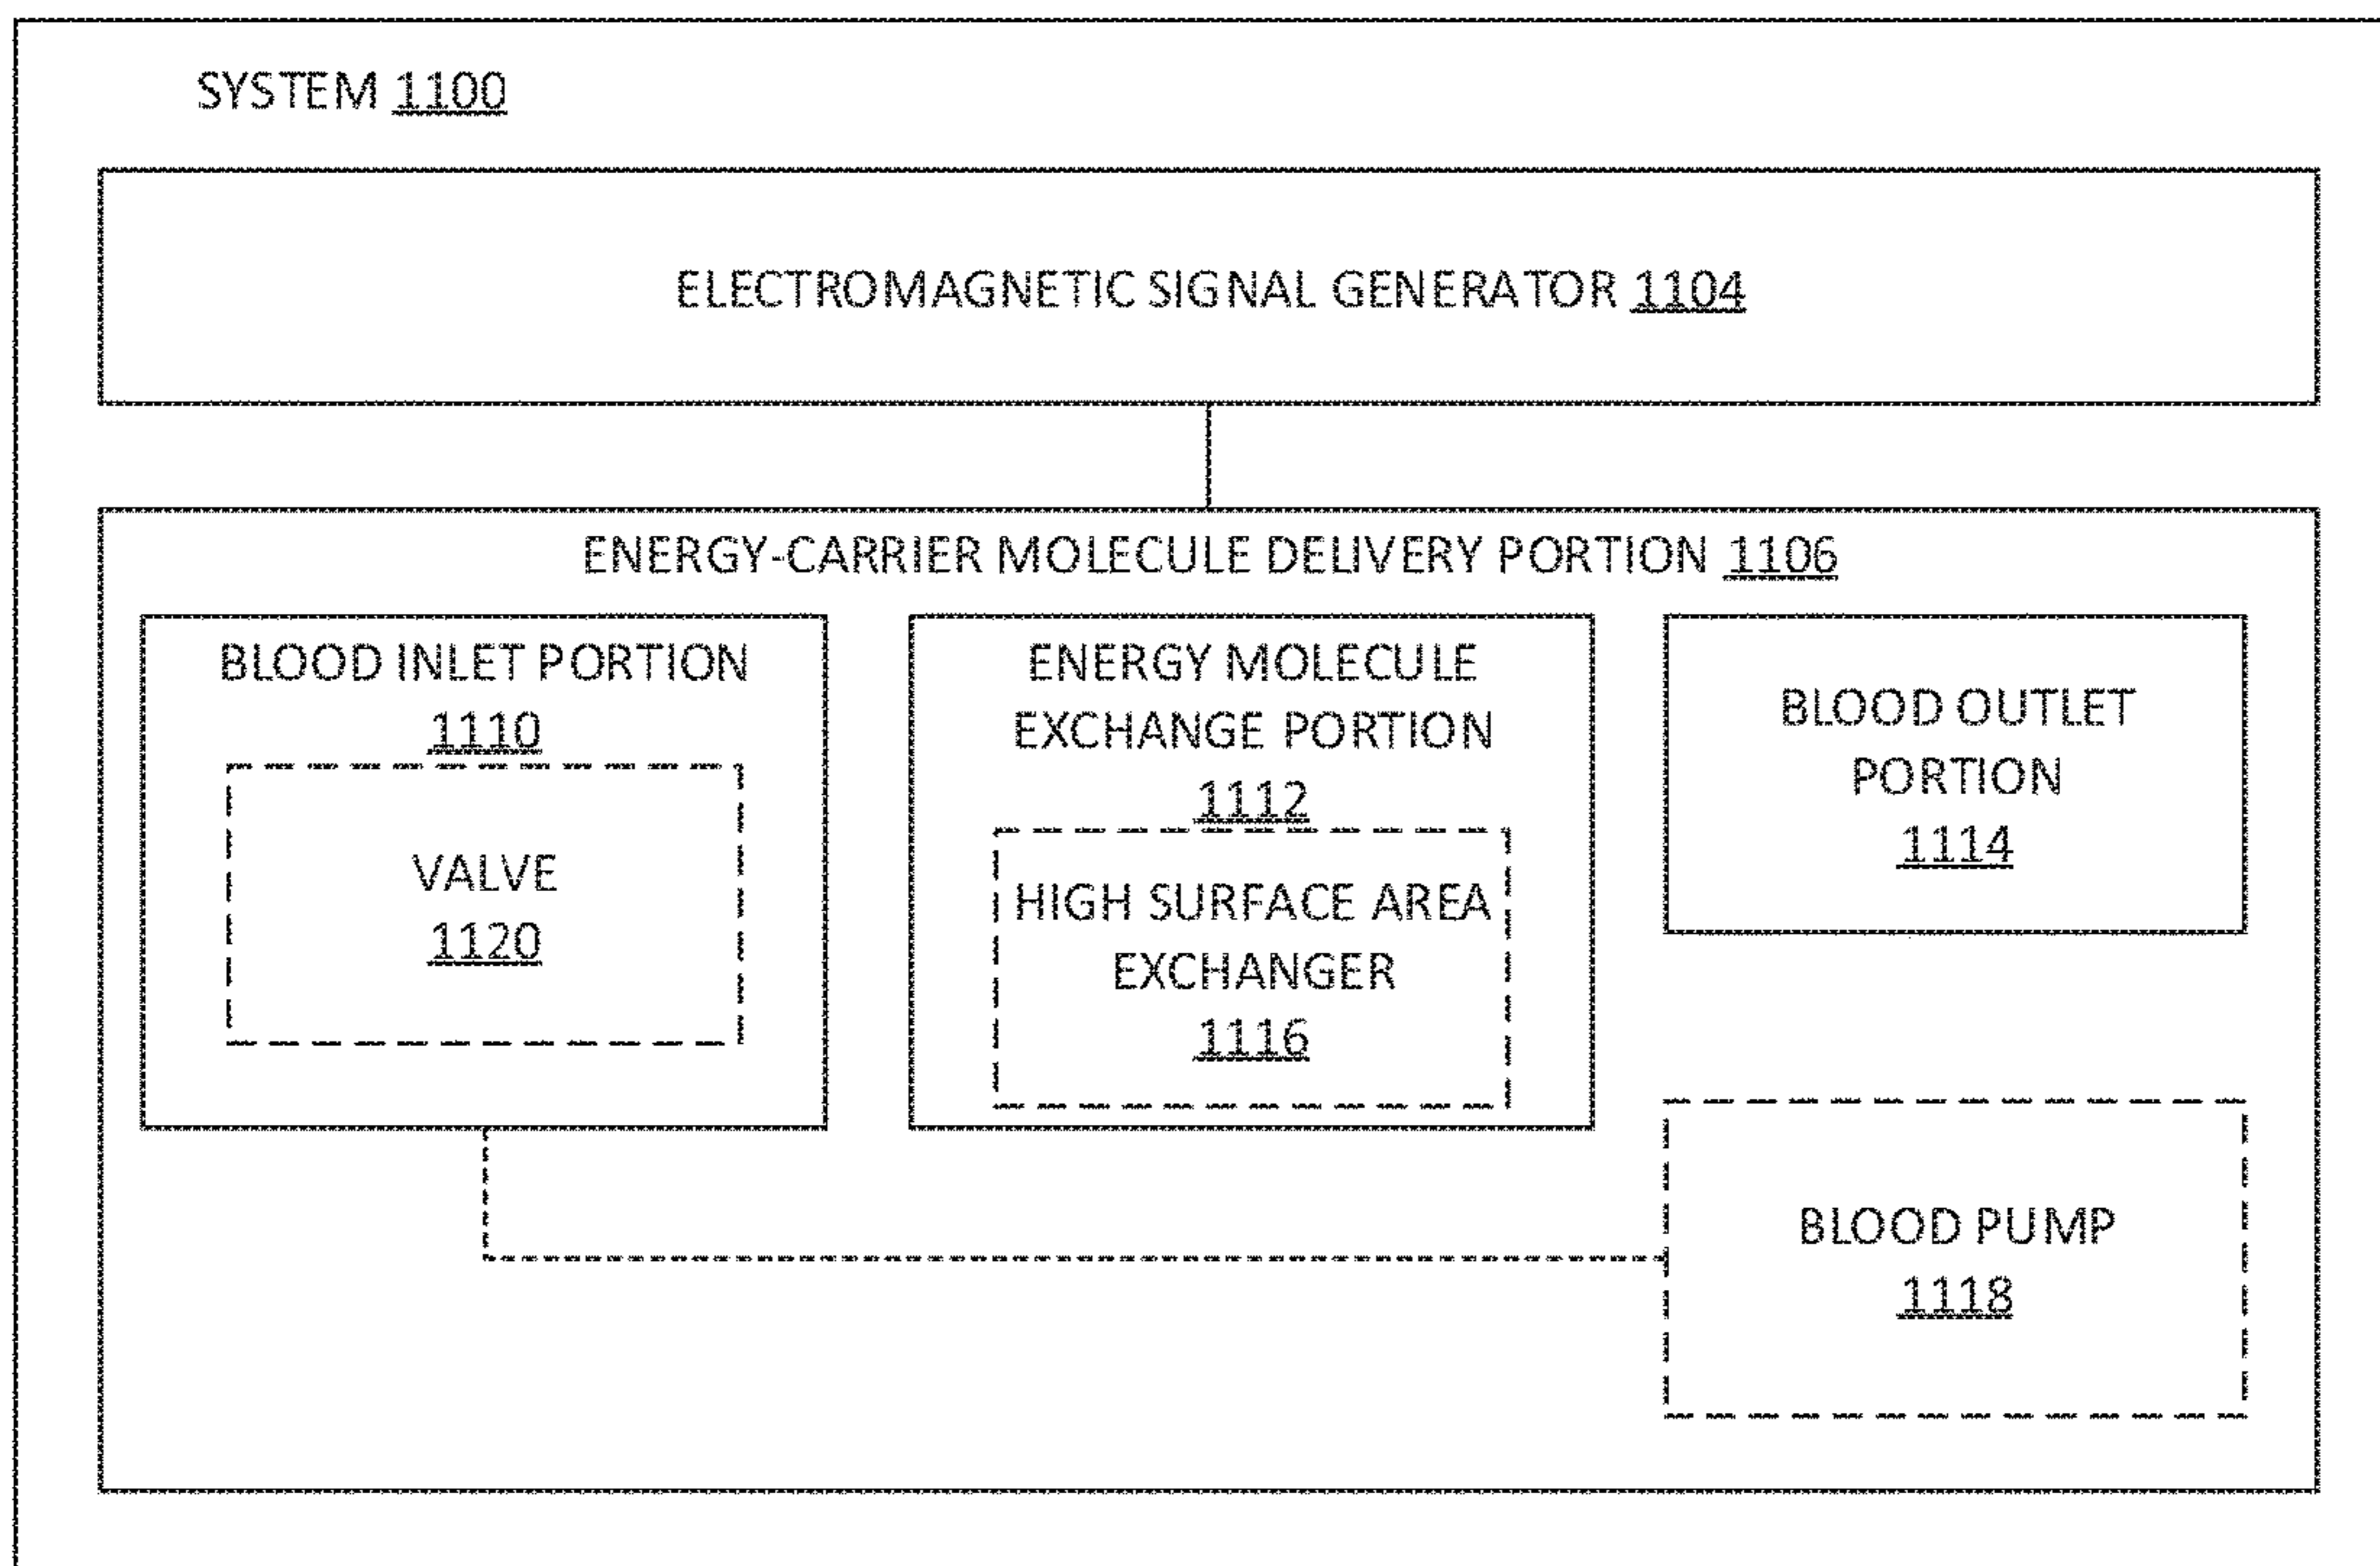 SYSTEM 1100
ELECTROMAGNETIC SIGNAL GENERATOR 1104
ENERGY-CARRIER MOLECULE DELIVERY PORTION 1106
BLOOD INLET PORTION
1110
VALVE
1120
ENERGY MOLECULE
EXCHANGE PORTION
1112
HIGH SURFACE AREA
EXCHANGER
1116
BLOOD OUTLET
PORTION
1114
BLOOD PUMP
1118